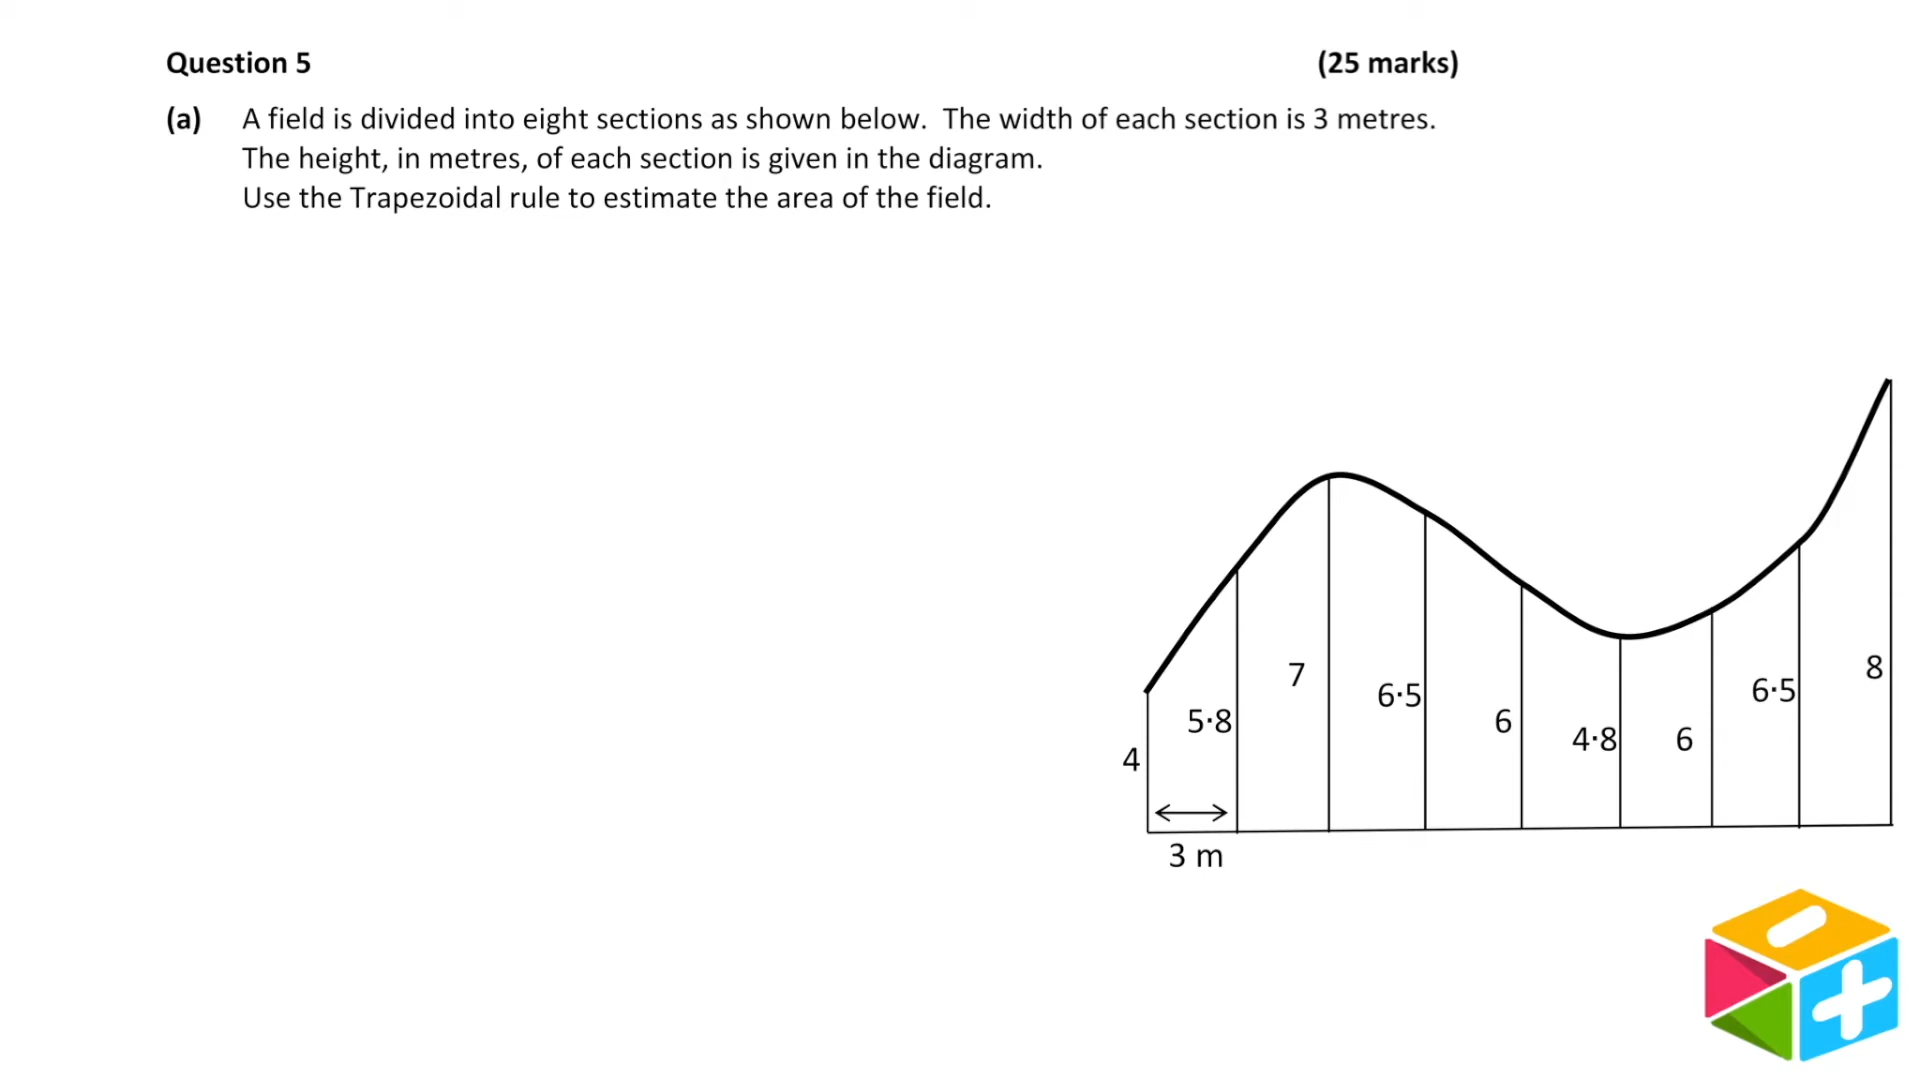 Question 5 (25 marks)
(a) A field is divided into eight sections as shown below. The width of each section is 3 metres.
The height, in metres, of each section is given in the diagram.
Use the Trapezoidal rule to estimate the area of the field.
4
5·8
7
6·5
6
4·8
6
6·5
8
3 m